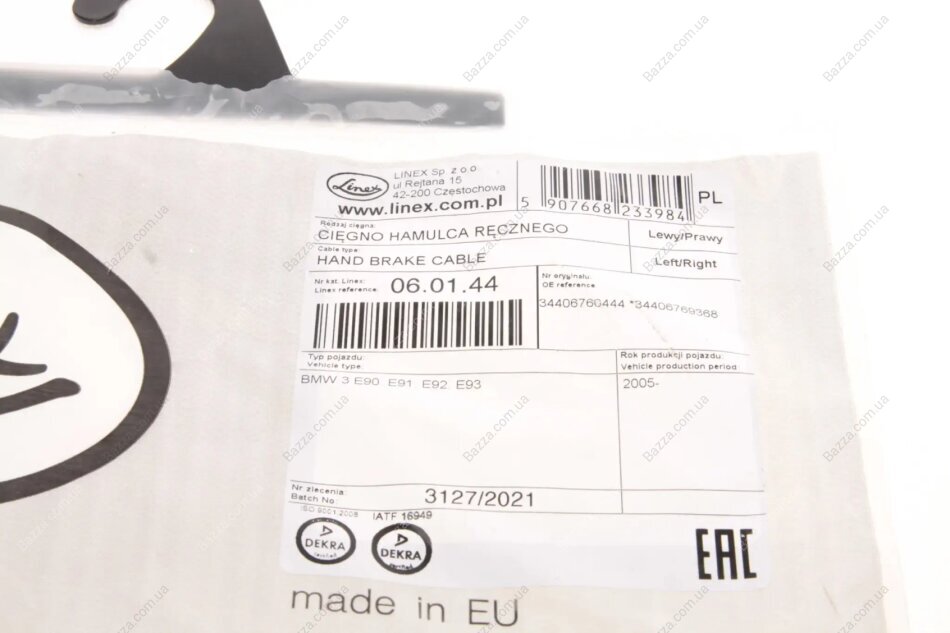 Linex
LINEX Sp. z o.o.
ul Rejtana 15
42-200 Częstochowa
www.linex.com.pl
5 907668 233984
PL
Rodzaj cięgna:
CIĘGNO HAMULCA RĘCZNEGO
Lewy/Prawy
Cable type:
HAND BRAKE CABLE
Left/Right
Nr kat. Linex:
Linex reference:
06.01.44
Nr oryginału:
OE reference:
34406760444 *34406769368
Typ pojazdu:
Vehicle type:
Rok produkcji pojazdu:
Vehicle production period
BMW 3 E90 E91 E92 E93
2005-
Nr zlecenia:
Batch No:
3127/2021
ISO 9001:2008
IATF 16949
DEKRA
certified
DEKRA
certified
EAC
made in EU
Bazza.com.ua